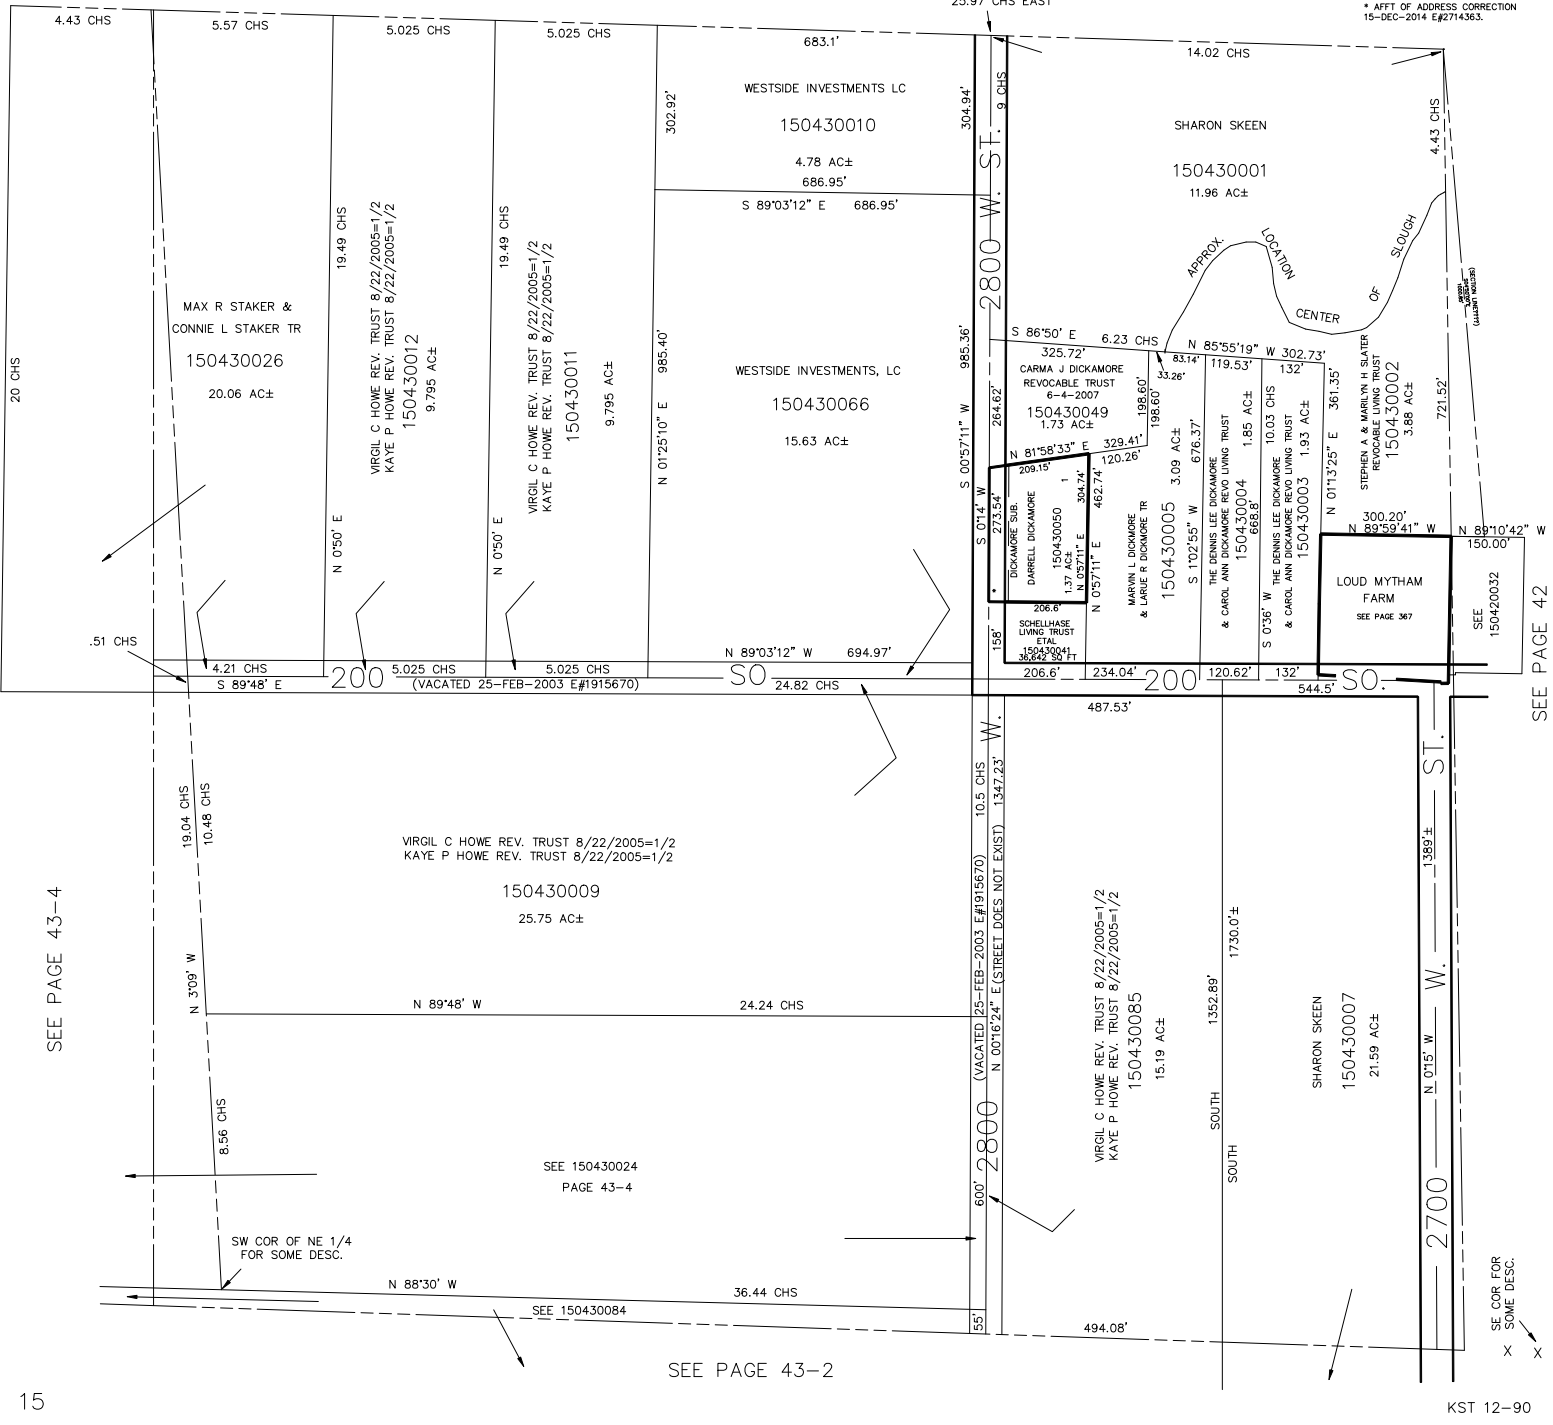 25.97 CHS EAST
* AFFT OF ADDRESS CORRECTION
15-DEC-2014 E#2714363.
4.43 CHS
5.57 CHS
5.025 CHS
5.025 CHS
683.1'
14.02 CHS
20 CHS
MAX R STAKER &
CONNIE L STAKER TR
150430026
20.06 AC±
19.49 CHS
N 0°50' E
VIRGIL C HOWE REV. TRUST 8/22/2005=1/2
KAYE P HOWE REV. TRUST 8/22/2005=1/2
150430012
9.795 AC±
19.49 CHS
N 0°50' E
VIRGIL C HOWE REV. TRUST 8/22/2005=1/2
KAYE P HOWE REV. TRUST 8/22/2005=1/2
150430011
9.795 AC±
302.92'
WESTSIDE INVESTMENTS LC
150430010
4.78 AC±
686.95'
304.94'
S 89°03'12" E 686.95'
N 01°25'10" E 985.40'
WESTSIDE INVESTMENTS, LC
150430066
15.63 AC±
S 00°57'11" W 985.36'
N 89°03'12" W 694.97'
9 CHS
2800 W. ST.
SHARON SKEEN
150430001
11.96 AC±
4.43 CHS
APPROX. LOCATION CENTER OF SLOUGH
S 86°50' E 6.23 CHS
N 85°55'19" W 302.73'
325.72'
83.14'
33.26'
119.53'
132'
CARMA J DICKAMORE
REVOCABLE TRUST
6-4-2007
150430049
1.73 AC±
264.62'
198.60'
198.60'
N 81°58'33" E 329.41'
209.15'
120.26'
S 0°14' W
273.54'
DICKAMORE SUB.
DARRELL DICKAMORE
1
150430050
1.37 AC±
N 0°57'11" E 304.74'
*
206.6'
N 0°57'11" E 462.74'
SCHELLHASE
LIVING TRUST
ETAL
150430041
36,642 SQ FT
158'
MARVIN L DICKMORE
& LARUE R DICKMORE TR
150430005
3.09 AC±
S 1°02'55" W 676.37'
THE DENNIS LEE DICKAMORE
& CAROL ANN DICKAMORE REVO LIVING TRUST
150430004
1.85 AC±
668.8'
S 0°36' W 10.03 CHS
THE DENNIS LEE DICKAMORE
& CAROL ANN DICKAMORE REVO LIVING TRUST
150430003
1.93 AC±
N 01°13'25" E 361.35'
STEPHEN A & MARILYN H SLATER
REVOCABLE LIVING TRUST
150430002
3.88 AC±
721.52'
300.20'
N 89°59'41" W
N 89°10'42" W
150.00'
LOUD MYTHAM
FARM
SEE PAGE 367
SEE
150420032
SEE PAGE 42
.51 CHS
4.21 CHS
S 89°48' E
200 SO
5.025 CHS
5.025 CHS
(VACATED 25-FEB-2003 E#1915670)
24.82 CHS
206.6'
234.04'
200 SO.
120.62'
132'
544.5'
487.53'
19.04 CHS
10.48 CHS
VIRGIL C HOWE REV. TRUST 8/22/2005=1/2
KAYE P HOWE REV. TRUST 8/22/2005=1/2
150430009
25.75 AC±
N 3°09' W
N 89°48' W
24.24 CHS
8.56 CHS
SEE PAGE 43-4
SEE 150430024
PAGE 43-4
SW COR OF NE 1/4
FOR SOME DESC.
N 88°30' W
36.44 CHS
SEE 150430084
10.5 CHS
(VACATED 25-FEB-2003 E#1915670)
N 00°16'24" E (STREET DOES NOT EXIST) 1347.23'
2800 W.
600'
55'
VIRGIL C HOWE REV. TRUST 8/22/2005=1/2
KAYE P HOWE REV. TRUST 8/22/2005=1/2
150430085
15.19 AC±
1352.89'
SOUTH
1730.0'±
SOUTH
SHARON SKEEN
150430007
21.59 AC±
1389'±
N 0°15' W
2700 W. ST.
494.08'
SE COR FOR
SOME DESC.
X X
SEE PAGE 43-2
15
KST 12-90